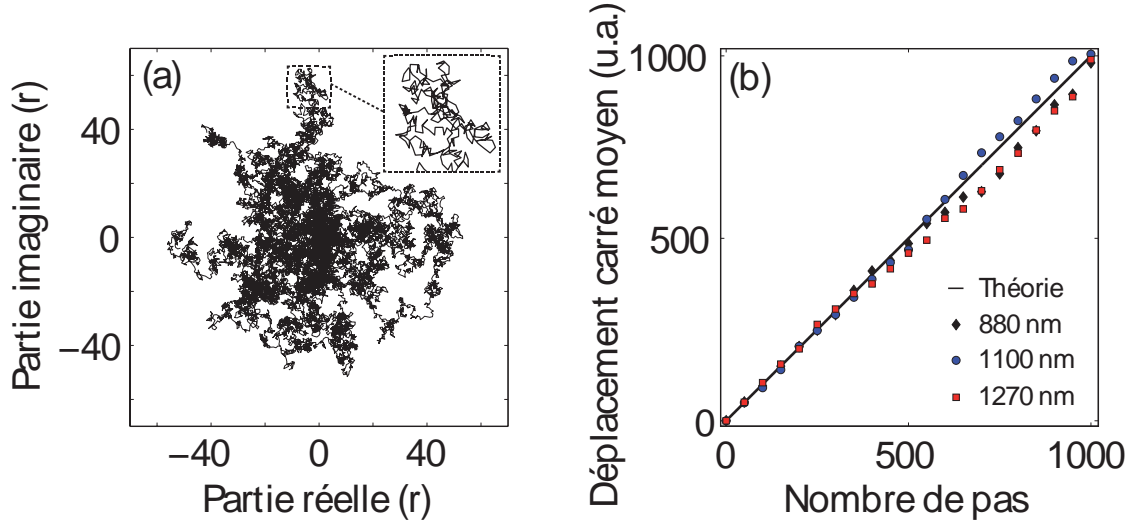 (a)
Partie imaginaire (r)
40
0
−40
−40
0
40
Partie réelle (r)
(b)
Déplacement carré moyen (u.a.)
1000
500
0
0
500
1000
Nombre de pas
Théorie
880 nm
1100 nm
1270 nm